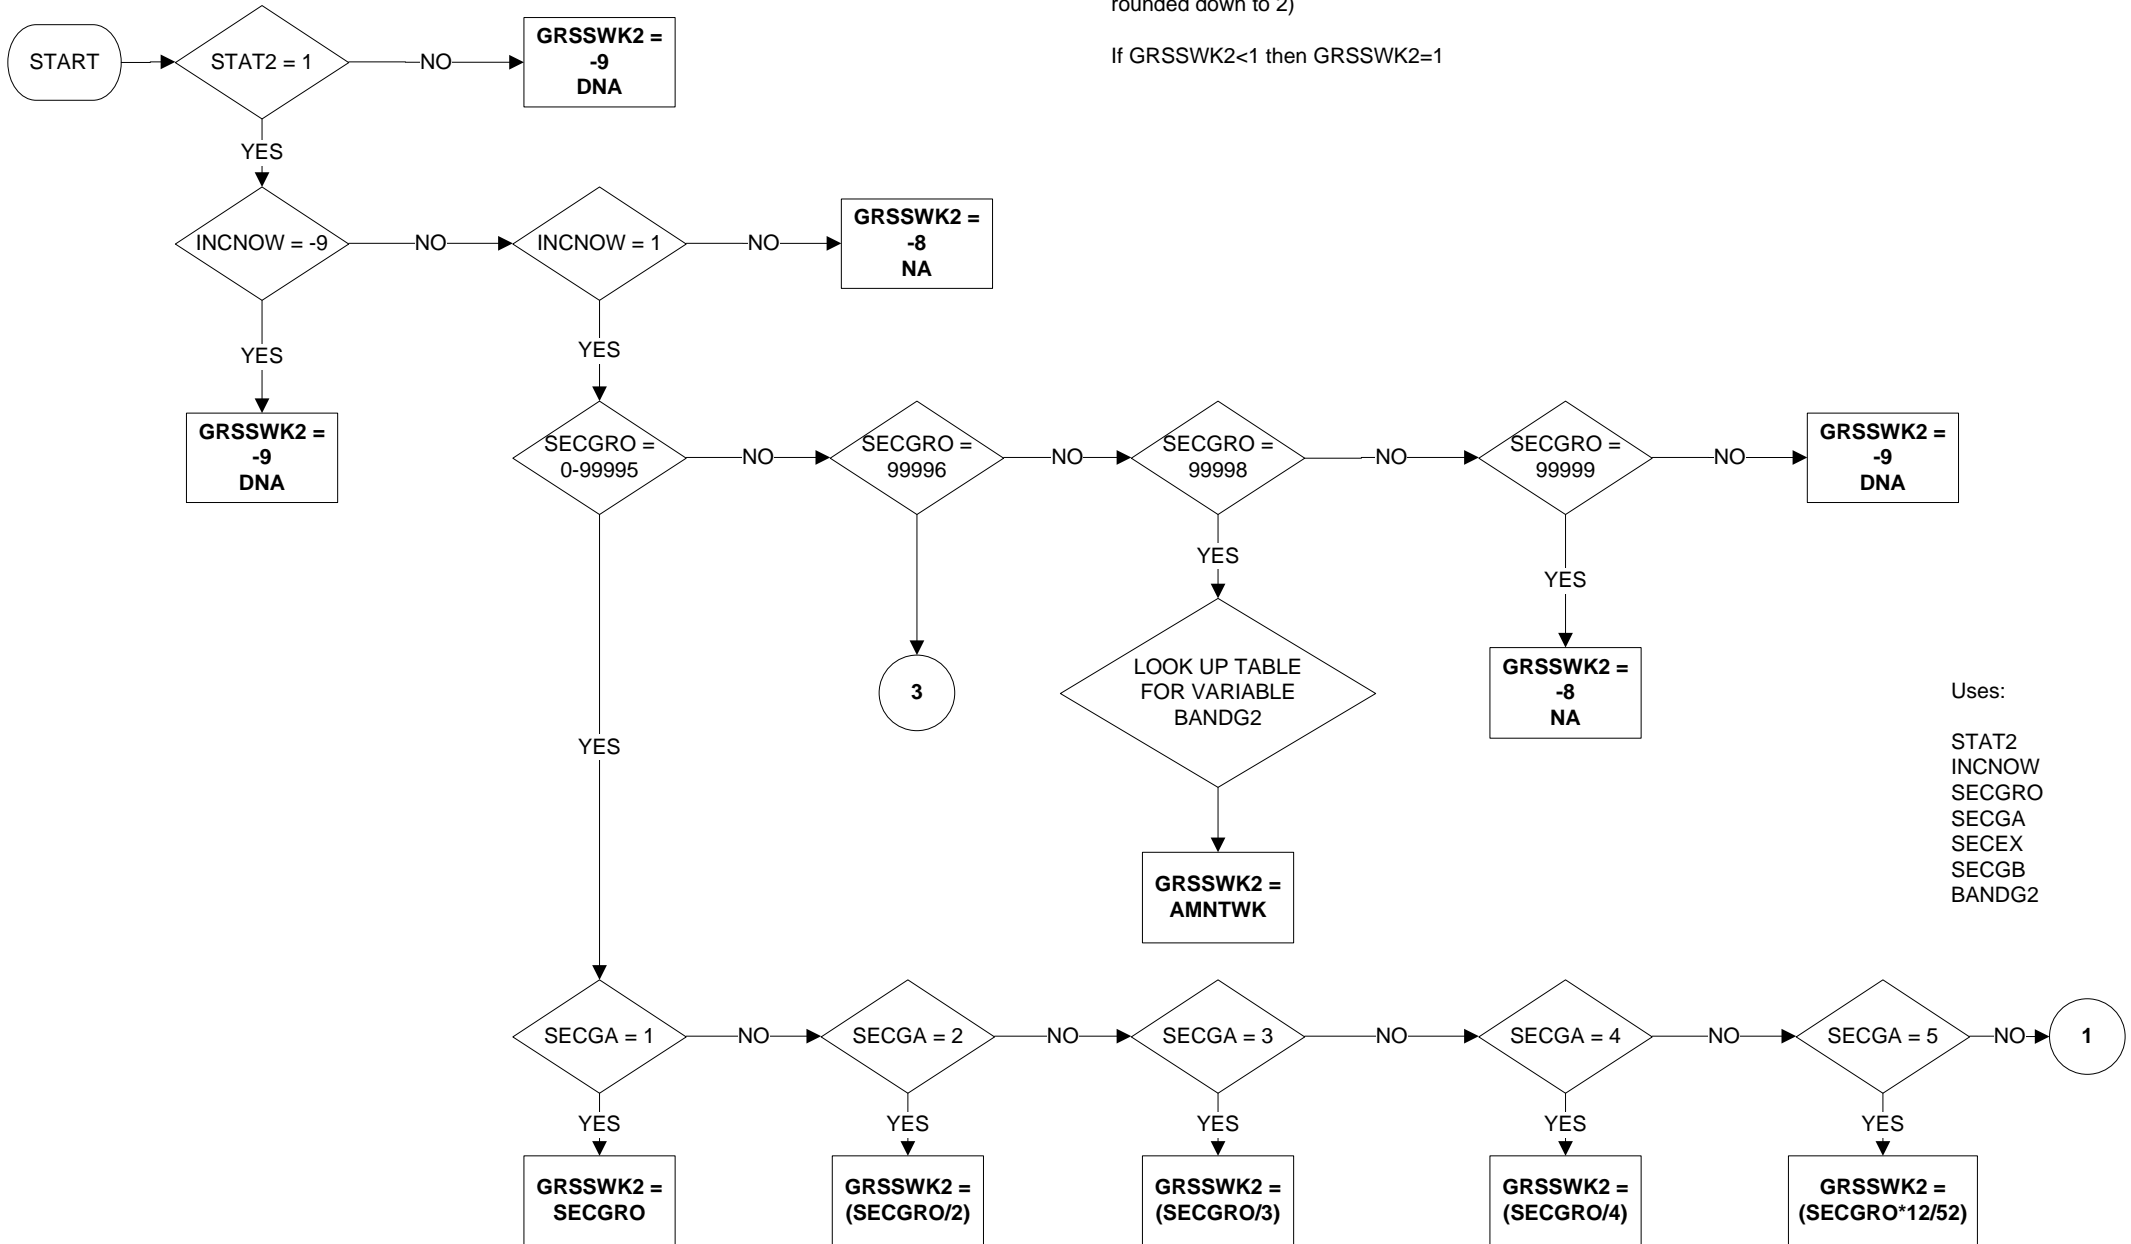 rounded down to 2)
If GRSSWK2<1 then GRSSWK2=1
START
STAT2 = 1
NO
GRSSWK2 =
-9
DNA
YES
INCNOW = -9
NO
INCNOW = 1
NO
GRSSWK2 =
-8
NA
YES
GRSSWK2 =
-9
DNA
YES
SECGRO =
0-99995
NO
SECGRO =
99996
NO
SECGRO =
99998
NO
SECGRO =
99999
NO
GRSSWK2 =
-9
DNA
3
YES
LOOK UP TABLE
FOR VARIABLE
BANDG2
GRSSWK2 =
AMNTWK
YES
GRSSWK2 =
-8
NA
Uses:
STAT2
INCNOW
SECGRO
SECGA
SECEX
SECGB
BANDG2
YES
SECGA = 1
NO
SECGA = 2
NO
SECGA = 3
NO
SECGA = 4
NO
SECGA = 5
NO
1
YES
YES
YES
YES
YES
GRSSWK2 =
SECGRO
GRSSWK2 =
(SECGRO/2)
GRSSWK2 =
(SECGRO/3)
GRSSWK2 =
(SECGRO/4)
GRSSWK2 =
(SECGRO*12/52)